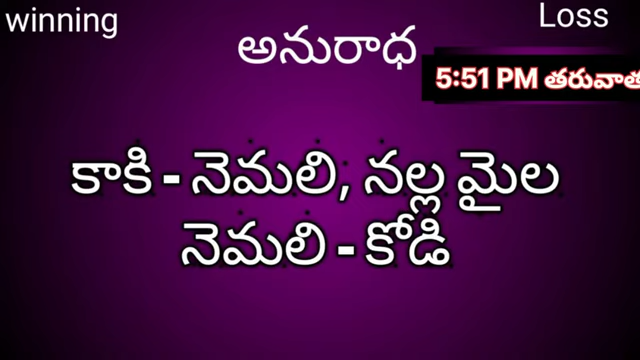 winning
Loss
అనురాధ
5:51 PM తరువాత
కాకి - నెమలి, నల్ల మైల
నెమలి - కోడి